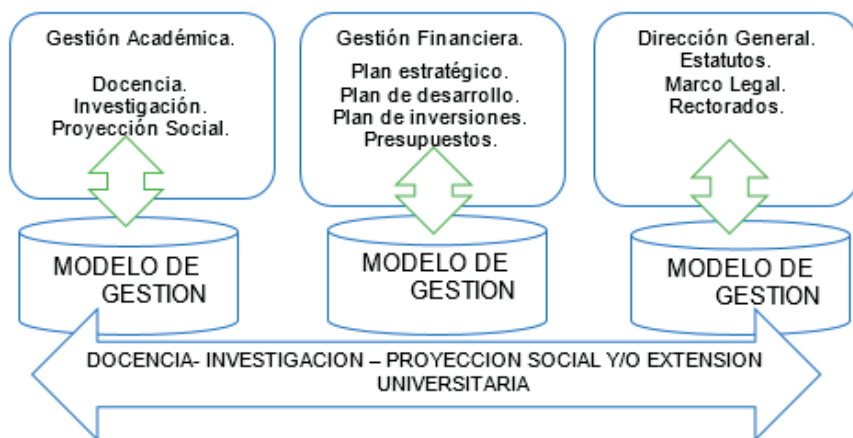 Gestión Académica.
Docencia.
Investigación.
Proyección Social.
Gestión Financiera.
Plan estratégico.
Plan de desarrollo.
Plan de inversiones.
Presupuestos.
Dirección General.
Estatutos.
Marco Legal.
Rectorados.
MODELO DE
GESTION
MODELO DE
GESTION
MODELO DE
GESTION
DOCENCIA- INVESTIGACION – PROYECCION SOCIAL Y/O EXTENSION
UNIVERSITARIA